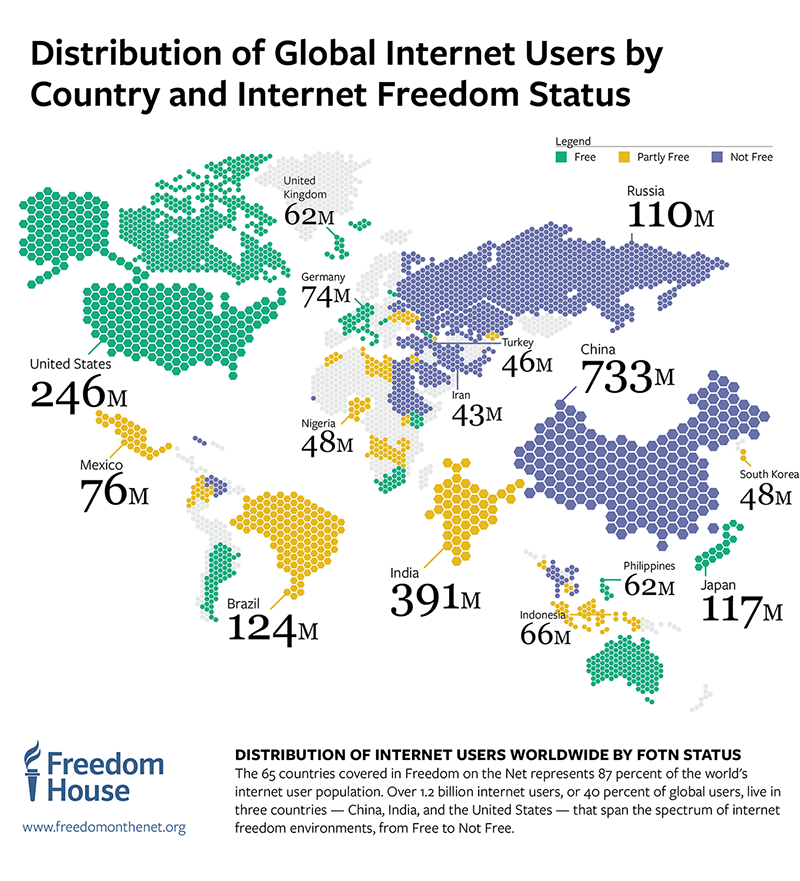 Distribution of Global Internet Users by
Country and Internet Freedom Status
Legend
Free
Partly Free
Not Free
United
Kingdom
62M
Russia
110M
Germany
74M
Turkey
46M
China
733M
United States
246M
Iran
43M
Nigeria
48M
Mexico
76M
South Korea
48M
India
391M
Philippines
62M
Japan
117M
Brazil
124M
Indonesia
66M
Freedom
House
www.freedomonthenet.org
DISTRIBUTION OF INTERNET USERS WORLDWIDE BY FOTN STATUS
The 65 countries covered in Freedom on the Net represents 87 percent of the world's
internet user population. Over 1.2 billion internet users, or 40 percent of global users, live in
three countries — China, India, and the United States — that span the spectrum of internet
freedom environments, from Free to Not Free.